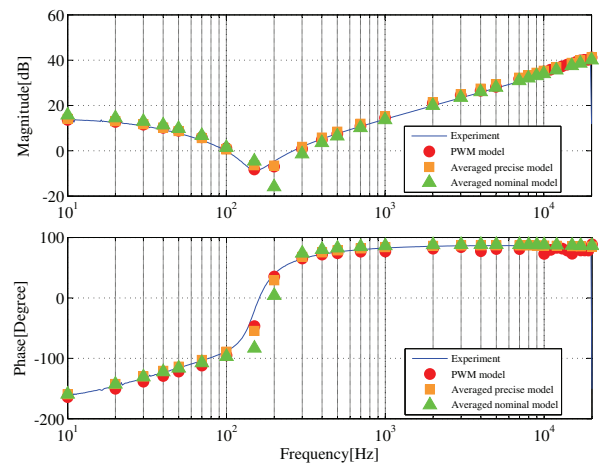 60
40
20
0
-20
Magnitude[dB]
10^1
10^2
10^3
10^4
Experiment
PWM model
Averaged precise model
Averaged nominal model
100
0
-100
-200
Phase[Degree]
10^1
10^2
10^3
10^4
Experiment
PWM model
Averaged precise model
Averaged nominal model
Frequency[Hz]